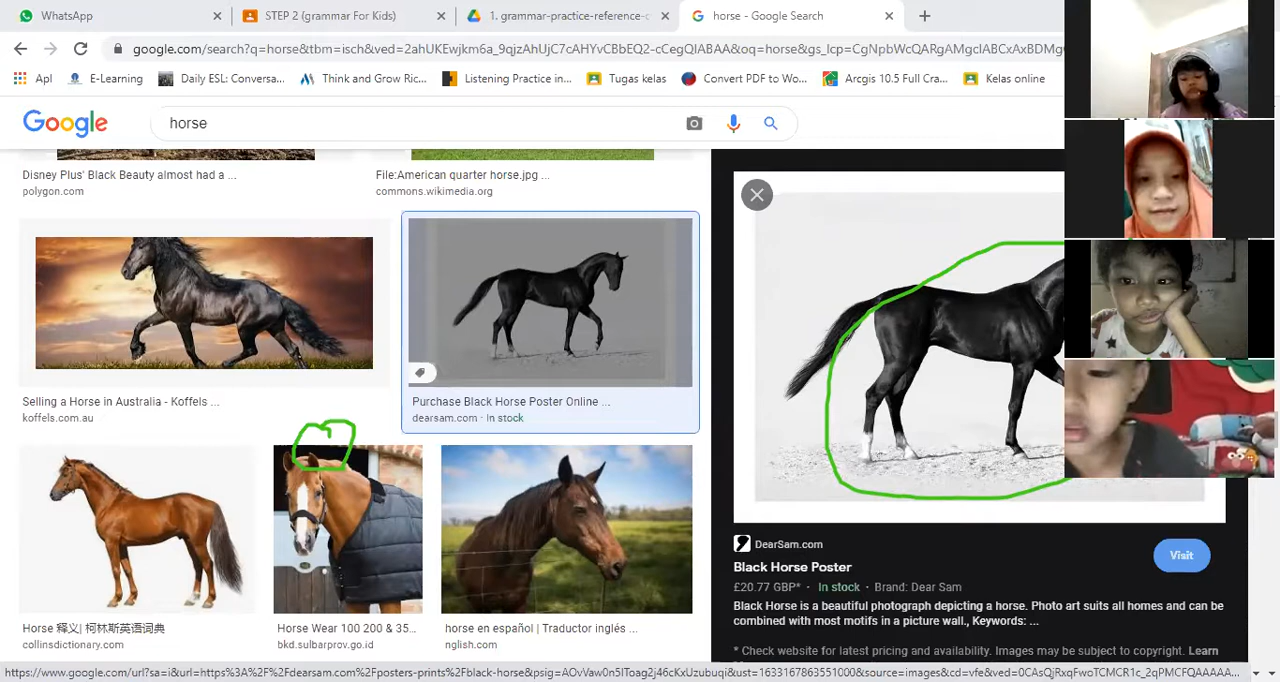 WhatsApp
STEP 2 (grammar For Kids)
1. grammar-practice-reference-c
horse - Google Search
google.com/search?q=horse&tbm=isch&ved=2ahUKEwjkm6a_9qjzAhUjC7cAHYvCBbEQ2-cCegQIABAA&oq=horse&gs_lcp=CgNpbWcQARgAMgcIABCxAxBDMg
Apl
E-Learning
Daily ESL: Conversa...
Think and Grow Ric...
Listening Practice in...
Tugas kelas
Convert PDF to Wo...
Arcgis 10.5 Full Cra...
Kelas online
Google
horse
Disney Plus' Black Beauty almost had a ...
polygon.com
File:American quarter horse.jpg ...
commons.wikimedia.org
Selling a Horse in Australia - Koffels ...
koffels.com.au
Purchase Black Horse Poster Online ...
dearsam.com · In stock
Horse 释义| 柯林斯英语词典
collinsdictionary.com
Horse Wear 100 200 & 35...
bkd.sulbarprov.go.id
horse en español | Traductor inglés ...
nglish.com
DearSam.com
Visit
Black Horse Poster
£20.77 GBP* · In stock · Brand: Dear Sam
Black Horse is a beautiful photograph depicting a horse. Photo art suits all homes and can be
combined with most motifs in a picture wall., Keywords: ...
* Check website for latest pricing and availability. Images may be subject to copyright. Learn